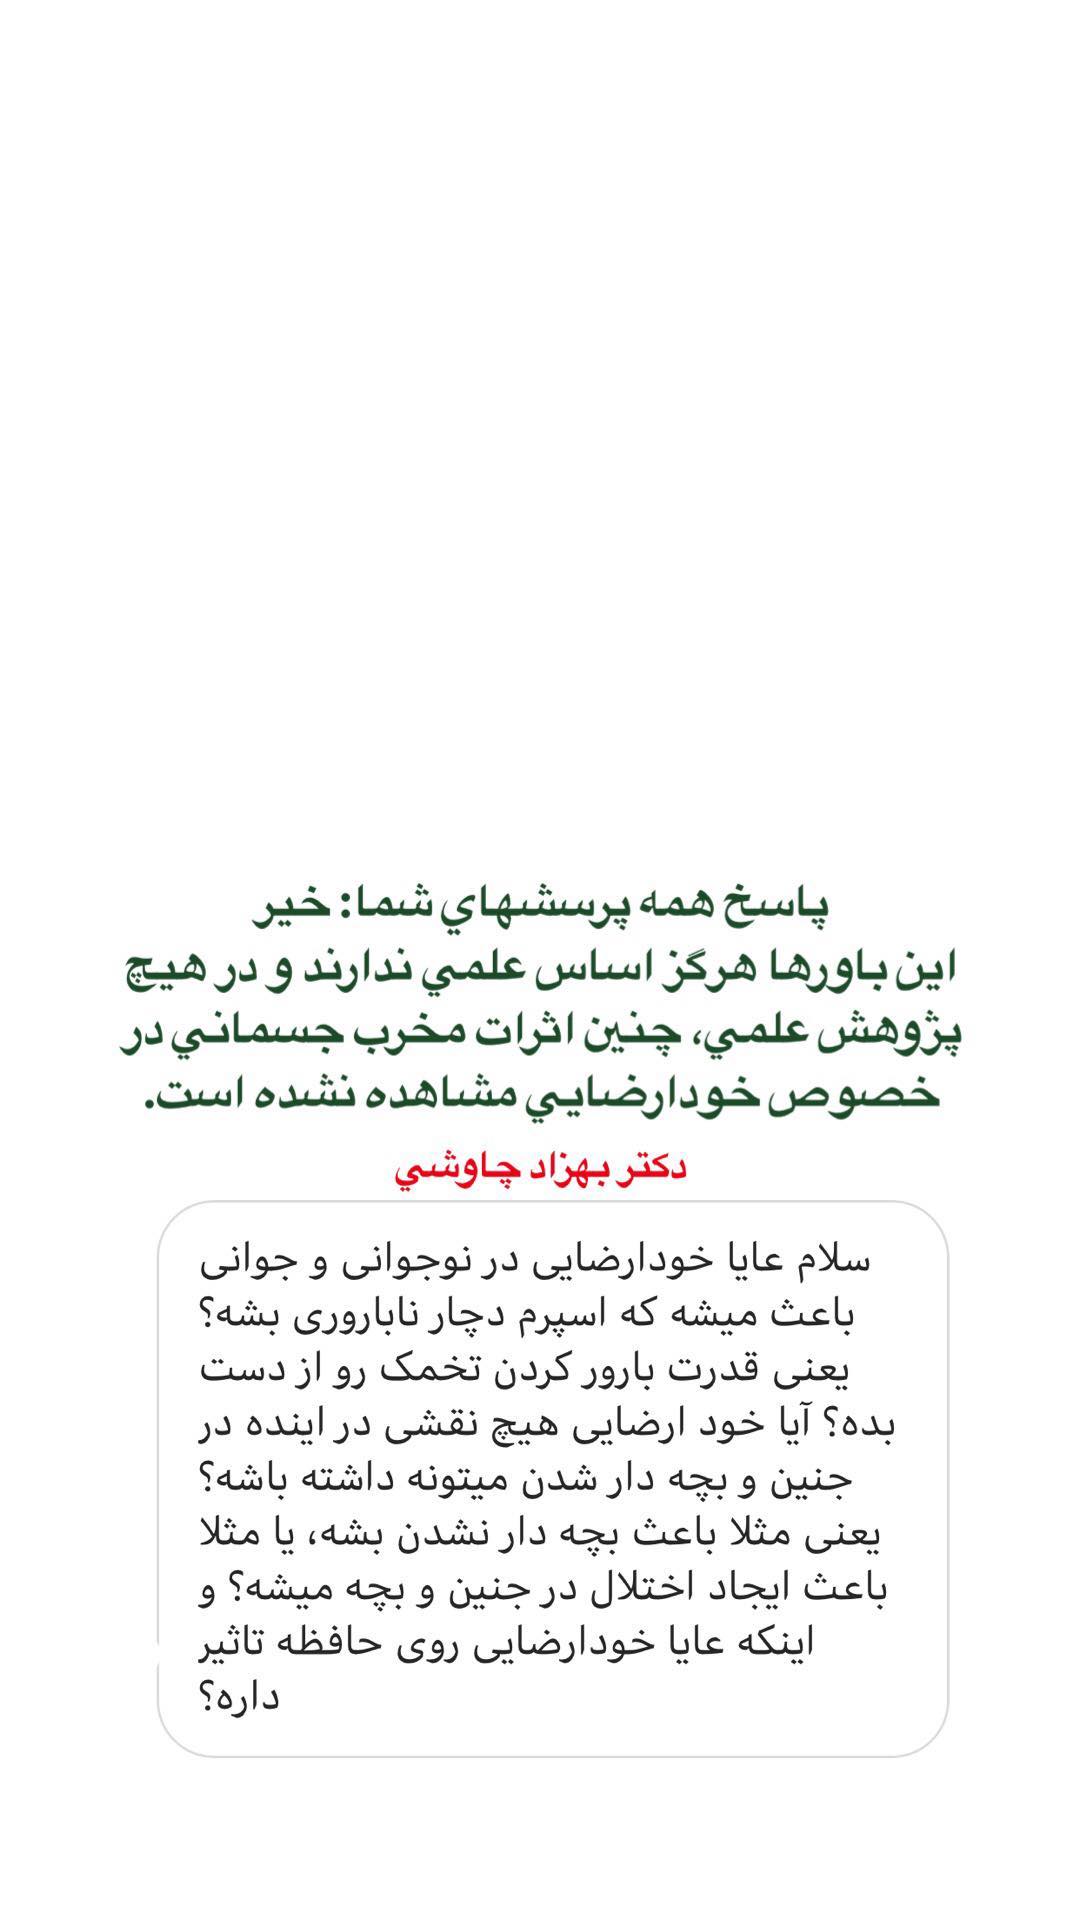 پاسخ همه پرسشهاي شما: خير
اين باورها هرگز اساس علمي ندارند و در هيچ
پژوهش علمي، چنين اثرات مخرب جسماني در
خصوص خودارضايي مشاهده نشده است.
دكتر بهزاد چاوشي
سلام عایا خودارضایی در نوجوانی و جوانی
باعث میشه که اسپرم دچار ناباروری بشه؟
یعنی قدرت بارور کردن تخمک رو از دست
بده؟ آیا خود ارضایی هیچ نقشی در اینده در
جنین و بچه دار شدن میتونه داشته باشه؟
یعنی مثلا باعث بچه دار نشدن بشه، یا مثلا
باعث ایجاد اختلال در جنین و بچه میشه؟ و
اینکه عایا خودارضایی روی حافظه تاثیر
داره؟